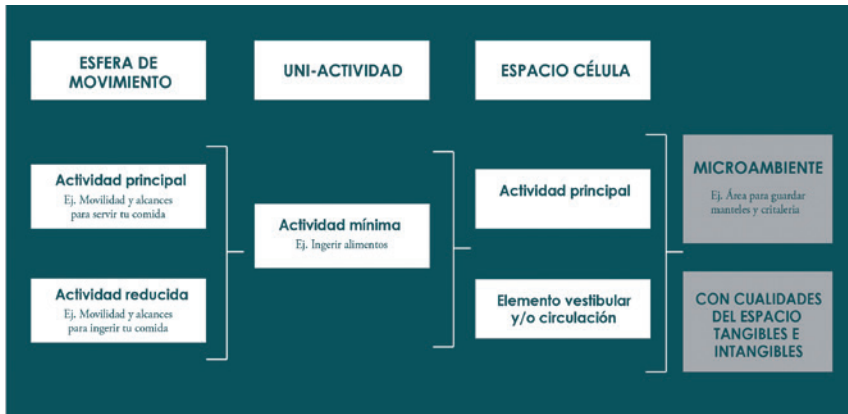 ESFERA DE
MOVIMIENTO
UNI-ACTIVIDAD
ESPACIO CÉLULA
Actividad principal
Ej. Movilidad y alcances
para servir tu comida
Actividad reducida
Ej. Movilidad y alcances
para ingerir tu comida
Actividad mínima
Ej. Ingerir alimentos
Actividad principal
Elemento vestibular
y/o circulación
MICROAMBIENTE
Ej. Área para guardar
manteles y critalería
CON CUALIDADES
DEL ESPACIO
TANGIBLES E
INTANGIBLES